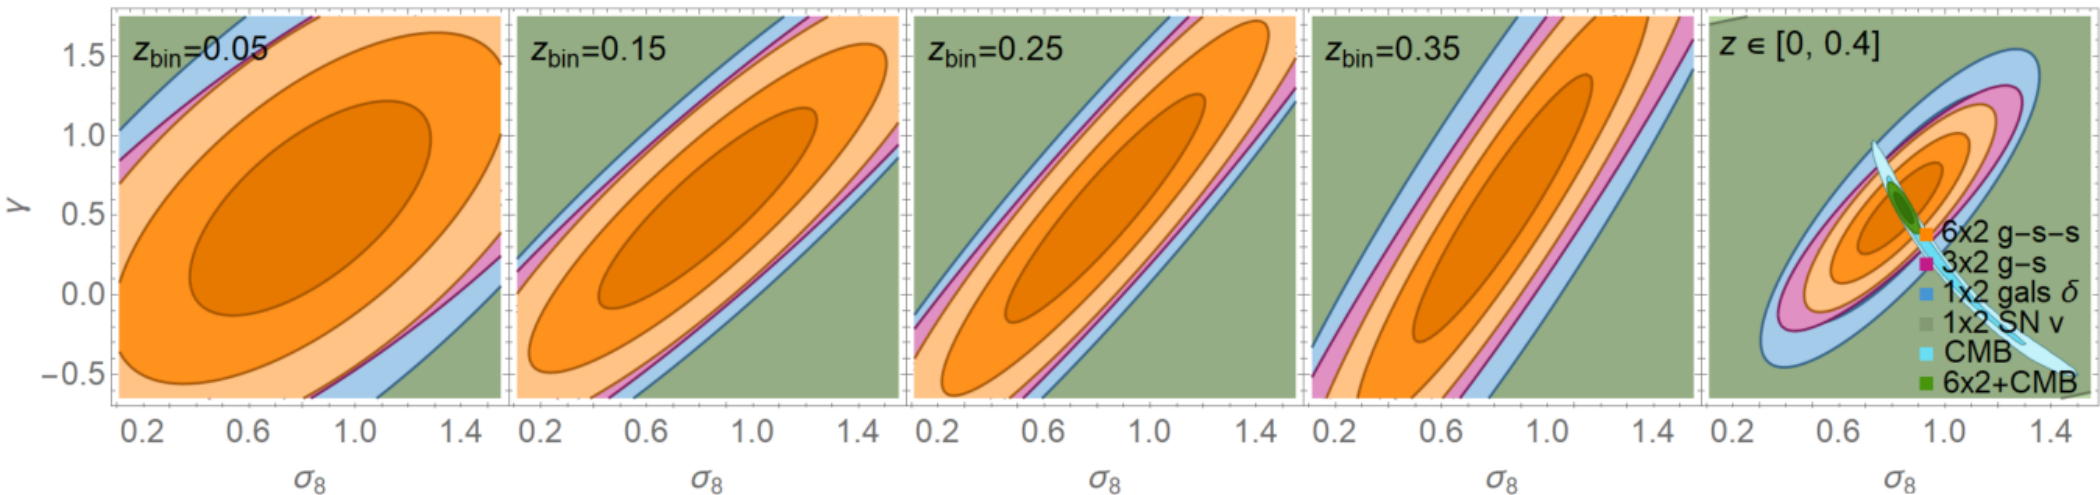 z_bin=0.05
z_bin=0.15
z_bin=0.25
z_bin=0.35
z ∈ [0, 0.4]
1.5
1.0
0.5
0.0
−0.5
γ
6x2 g−s−s
3x2 g−s
1x2 gals δ
1x2 SN v
CMB
6x2+CMB
0.2 0.6 1.0 1.4 0.2 0.6 1.0 1.4 0.2 0.6 1.0 1.4 0.2 0.6 1.0 1.4 0.2 0.6 1.0 1.4
σ₈ σ₈ σ₈ σ₈ σ₈